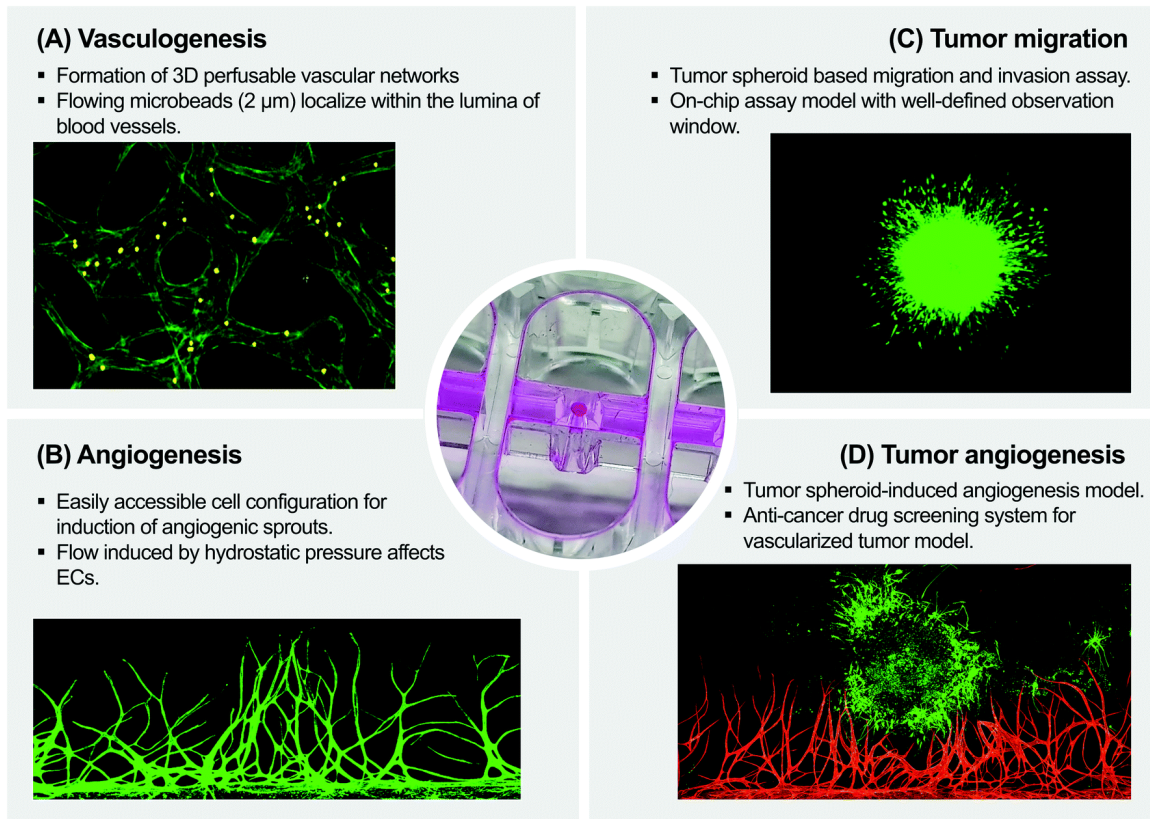 (A) Vasculogenesis
▪ Formation of 3D perfusable vascular networks
▪ Flowing microbeads (2 μm) localize within the lumina of
blood vessels.
(B) Angiogenesis
▪ Easily accessible cell configuration for
induction of angiogenic sprouts.
▪ Flow induced by hydrostatic pressure affects
ECs.
(C) Tumor migration
▪ Tumor spheroid based migration and invasion assay.
▪ On-chip assay model with well-defined observation
window.
(D) Tumor angiogenesis
▪ Tumor spheroid-induced angiogenesis model.
▪ Anti-cancer drug screening system for
vascularized tumor model.